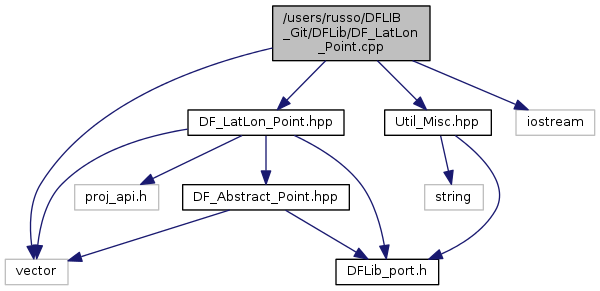 /users/russo/DFLIB
_Git/DFLib/DF_LatLon
_Point.cpp
DF_LatLon_Point.hpp
Util_Misc.hpp
iostream
proj_api.h
DF_Abstract_Point.hpp
string
vector
DFLib_port.h